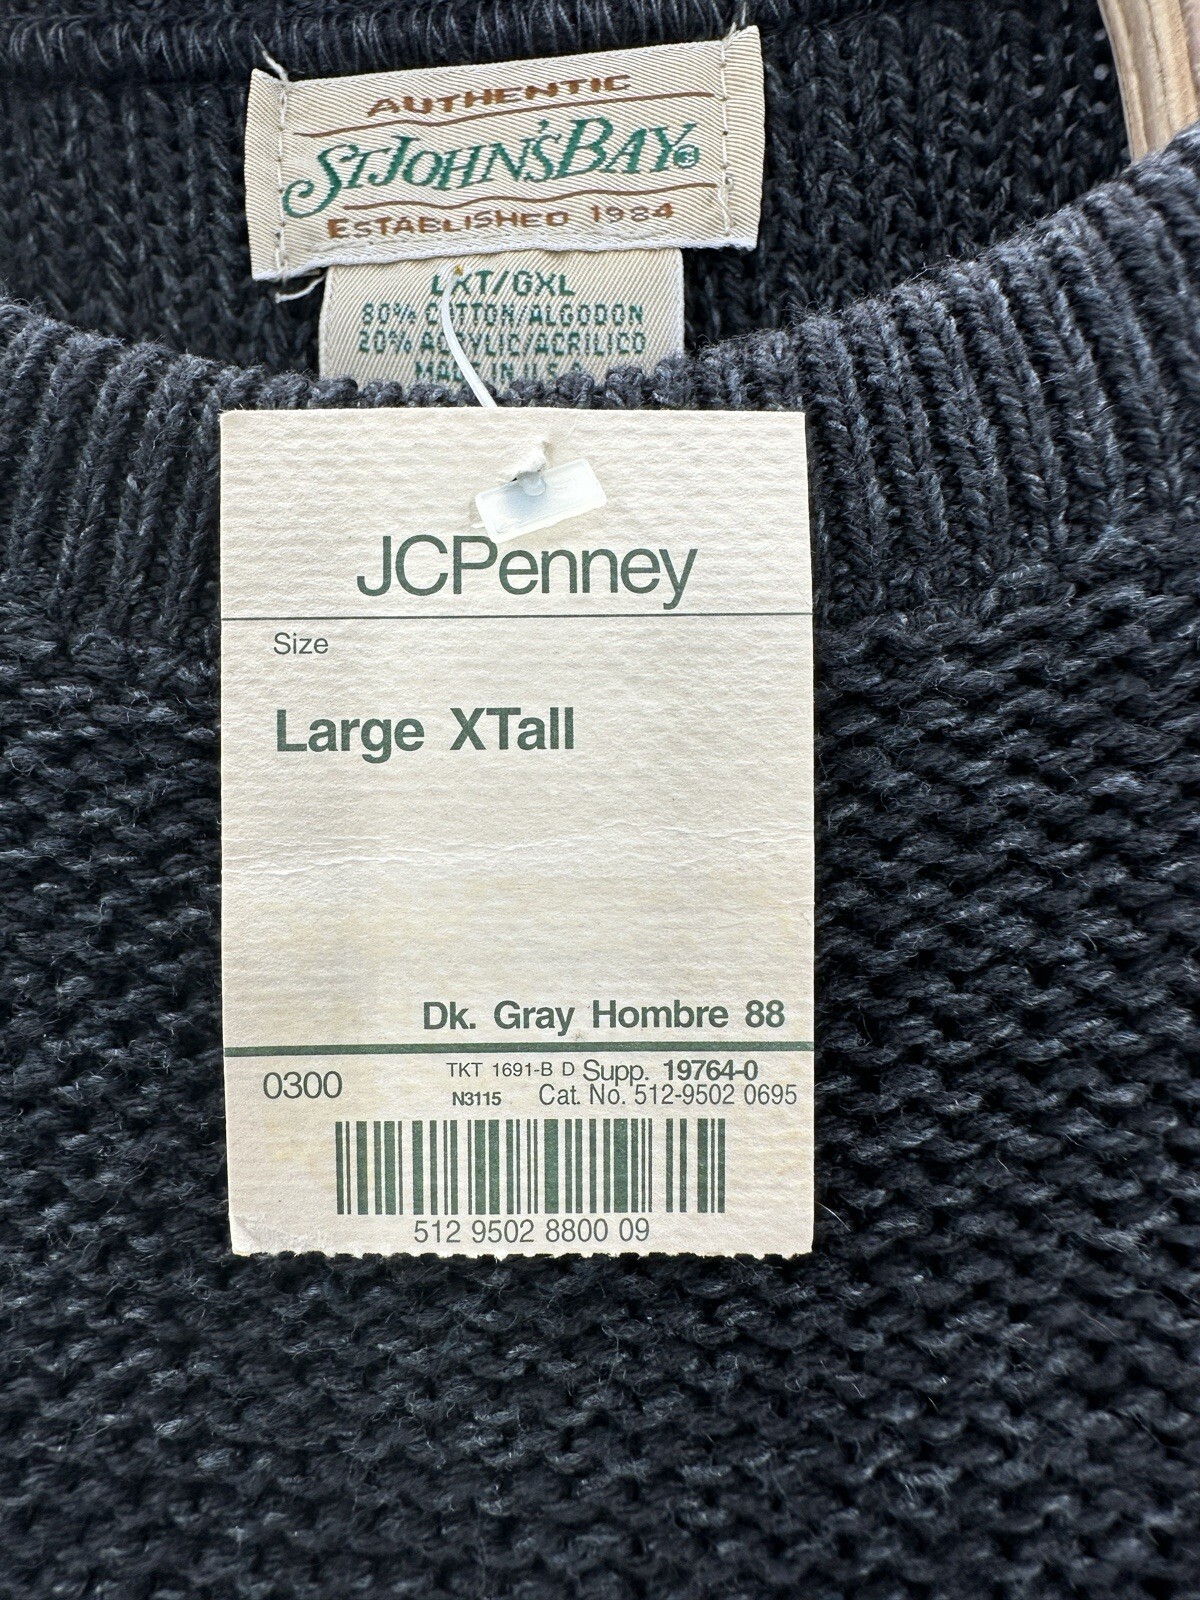 AUTHENTIC
ST JOHN'S BAY®
ESTABLISHED 1984
LXT/GXL
80% COTTON/ALGODON
20% ACRYLIC/ACRILICO
MADE IN U.S.A.
JCPenney
Size
Large XTall
Dk. Gray Hombre 88
0300 TKT 1691-B D Supp. 19764-0
N3115 Cat. No. 512-9502 0695
512 9502 8800 09